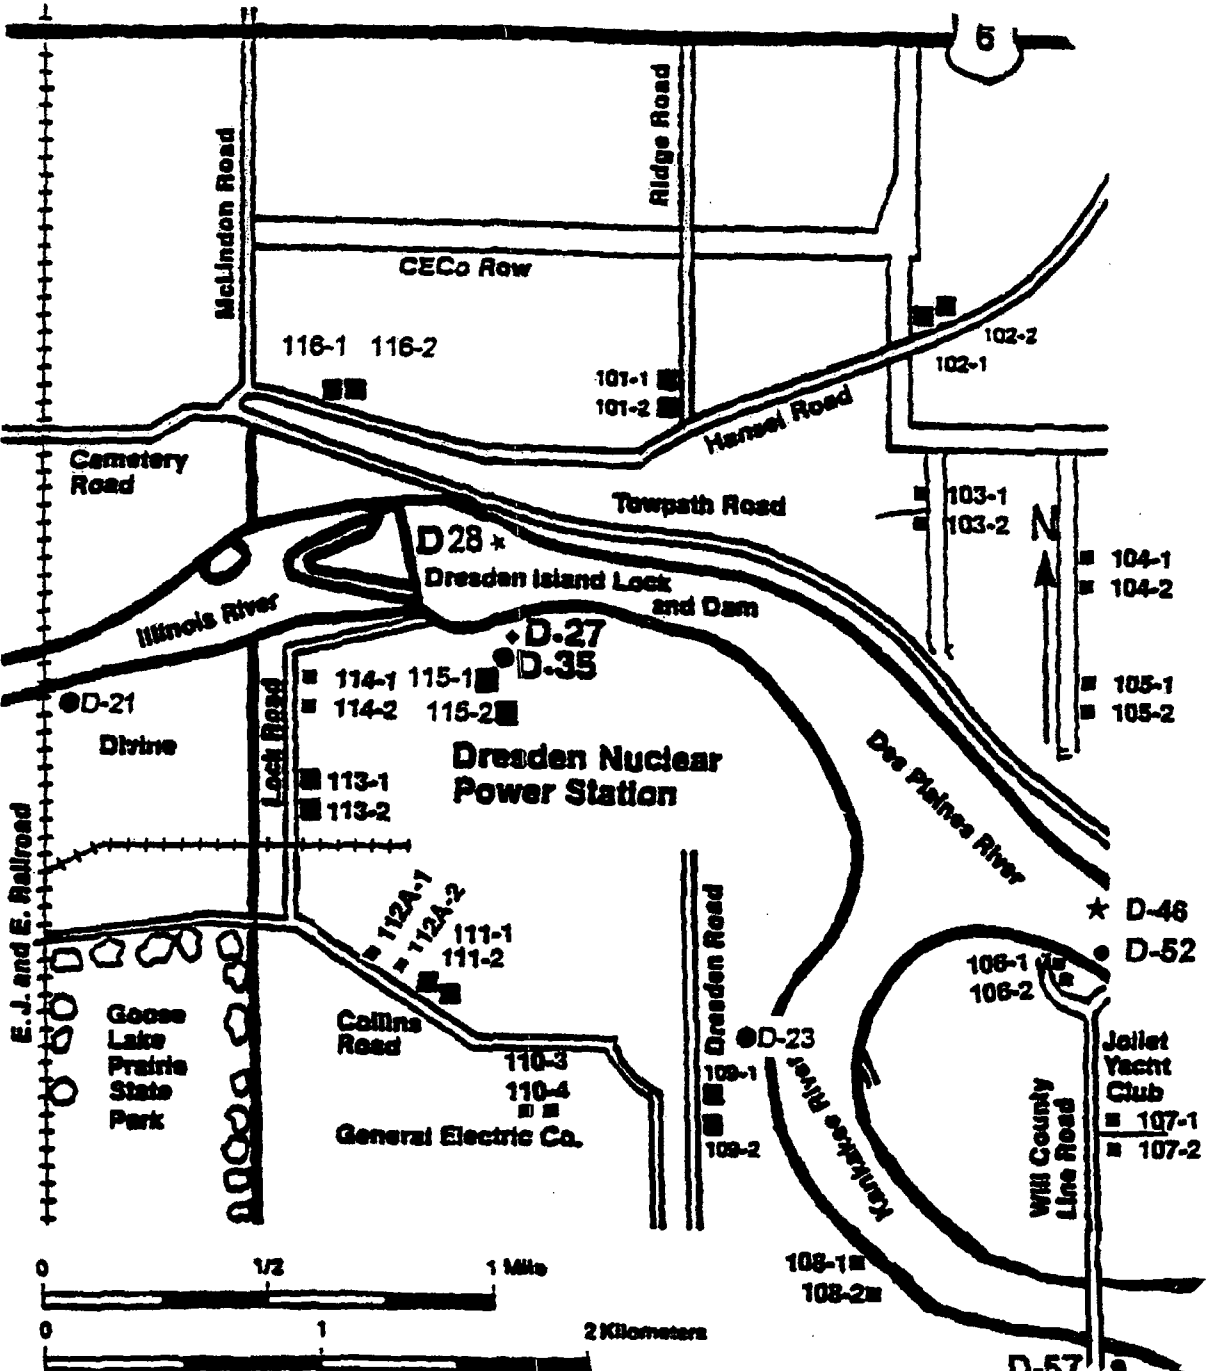 6
Ridge Road
McLindon Road
CECo Row
116-1 116-2
102-2
102-1
101-1
101-2
Hansel Road
Cemetery
Road
Towpath Road
103-1
103-2
N
D28
104-1
104-2
Dresden Island Lock
and Dam
Illinois River
D-27
D-35
114-1 115-1
114-2 115-2
105-1
105-2
D-21
Divine
Lock Road
Dresden Nuclear
Power Station
Des Plaines River
113-1
113-2
E.J. and E. Railroad
112A-1
112A-2
111-1
111-2
Dresden Road
D-46
D-52
106-1
106-2
Goose
Lake
Prairie
State
Park
Collins
Road
D-23
Joliet
Yacht
Club
110-3
110-4
109-1
109-2
Kankakee River
General Electric Co.
Will County
Line Road
107-1
107-2
108-1
108-2
0 1/2 1 Mile
0 1 2 Kilometers
D-57